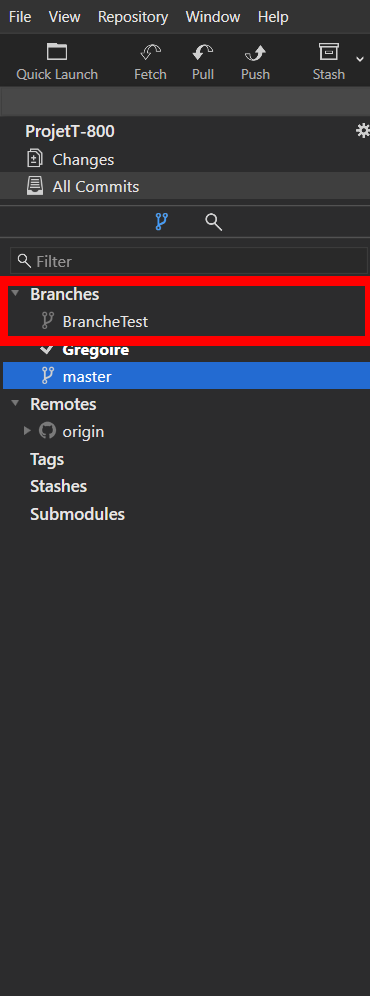 File View Repository Window Help
Quick Launch Fetch Pull Push Stash
ProjetT-800
Changes
All Commits
Filter
Branches
BrancheTest
Gregoire
master
Remotes
origin
Tags
Stashes
Submodules